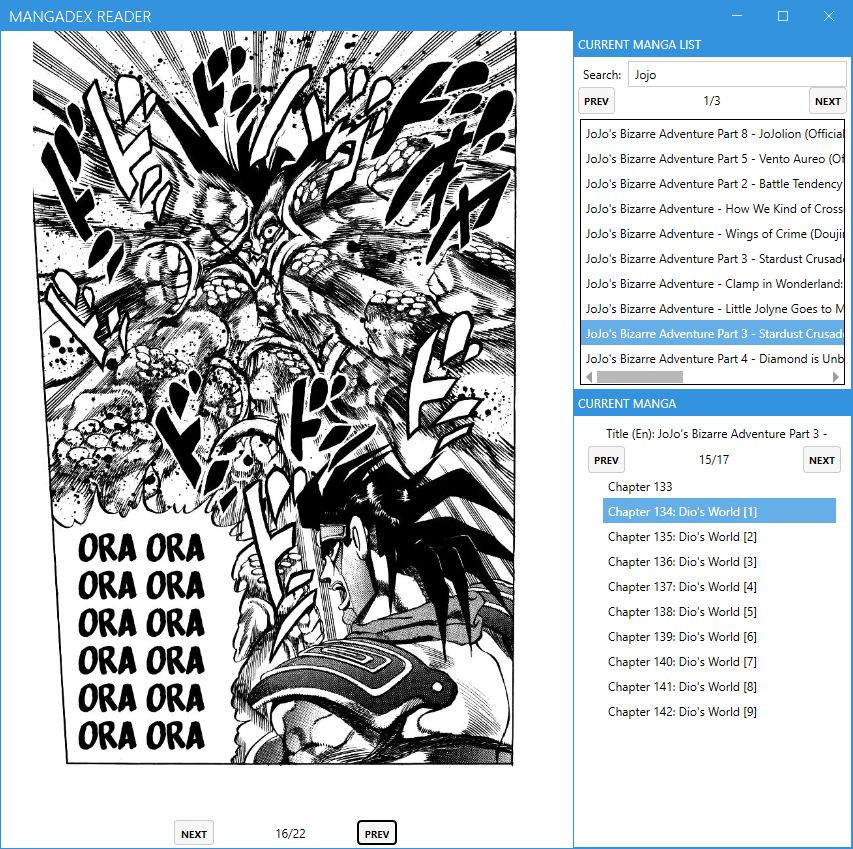 MANGADEX READER
ORA ORA
ORA ORA
ORA ORA
ORA ORA
ORA ORA
ORA ORA
NEXT 16/22 PREV
CURRENT MANGA LIST
Search: Jojo
PREV 1/3 NEXT
JoJo's Bizarre Adventure Part 8 - JoJolion (Official
JoJo's Bizarre Adventure Part 5 - Vento Aureo (Of
JoJo's Bizarre Adventure Part 2 - Battle Tendency
JoJo's Bizarre Adventure - How We Kind of Cross
JoJo's Bizarre Adventure - Wings of Crime (Doujin
JoJo's Bizarre Adventure Part 3 - Stardust Crusade
JoJo's Bizarre Adventure - Clamp in Wonderland:
JoJo's Bizarre Adventure - Little Jolyne Goes to M
JoJo's Bizarre Adventure Part 3 - Stardust Crusade
JoJo's Bizarre Adventure Part 4 - Diamond is Unb
CURRENT MANGA
Title (En): JoJo's Bizarre Adventure Part 3 -
PREV 15/17 NEXT
Chapter 133
Chapter 134: Dio's World [1]
Chapter 135: Dio's World [2]
Chapter 136: Dio's World [3]
Chapter 137: Dio's World [4]
Chapter 138: Dio's World [5]
Chapter 139: Dio's World [6]
Chapter 140: Dio's World [7]
Chapter 141: Dio's World [8]
Chapter 142: Dio's World [9]